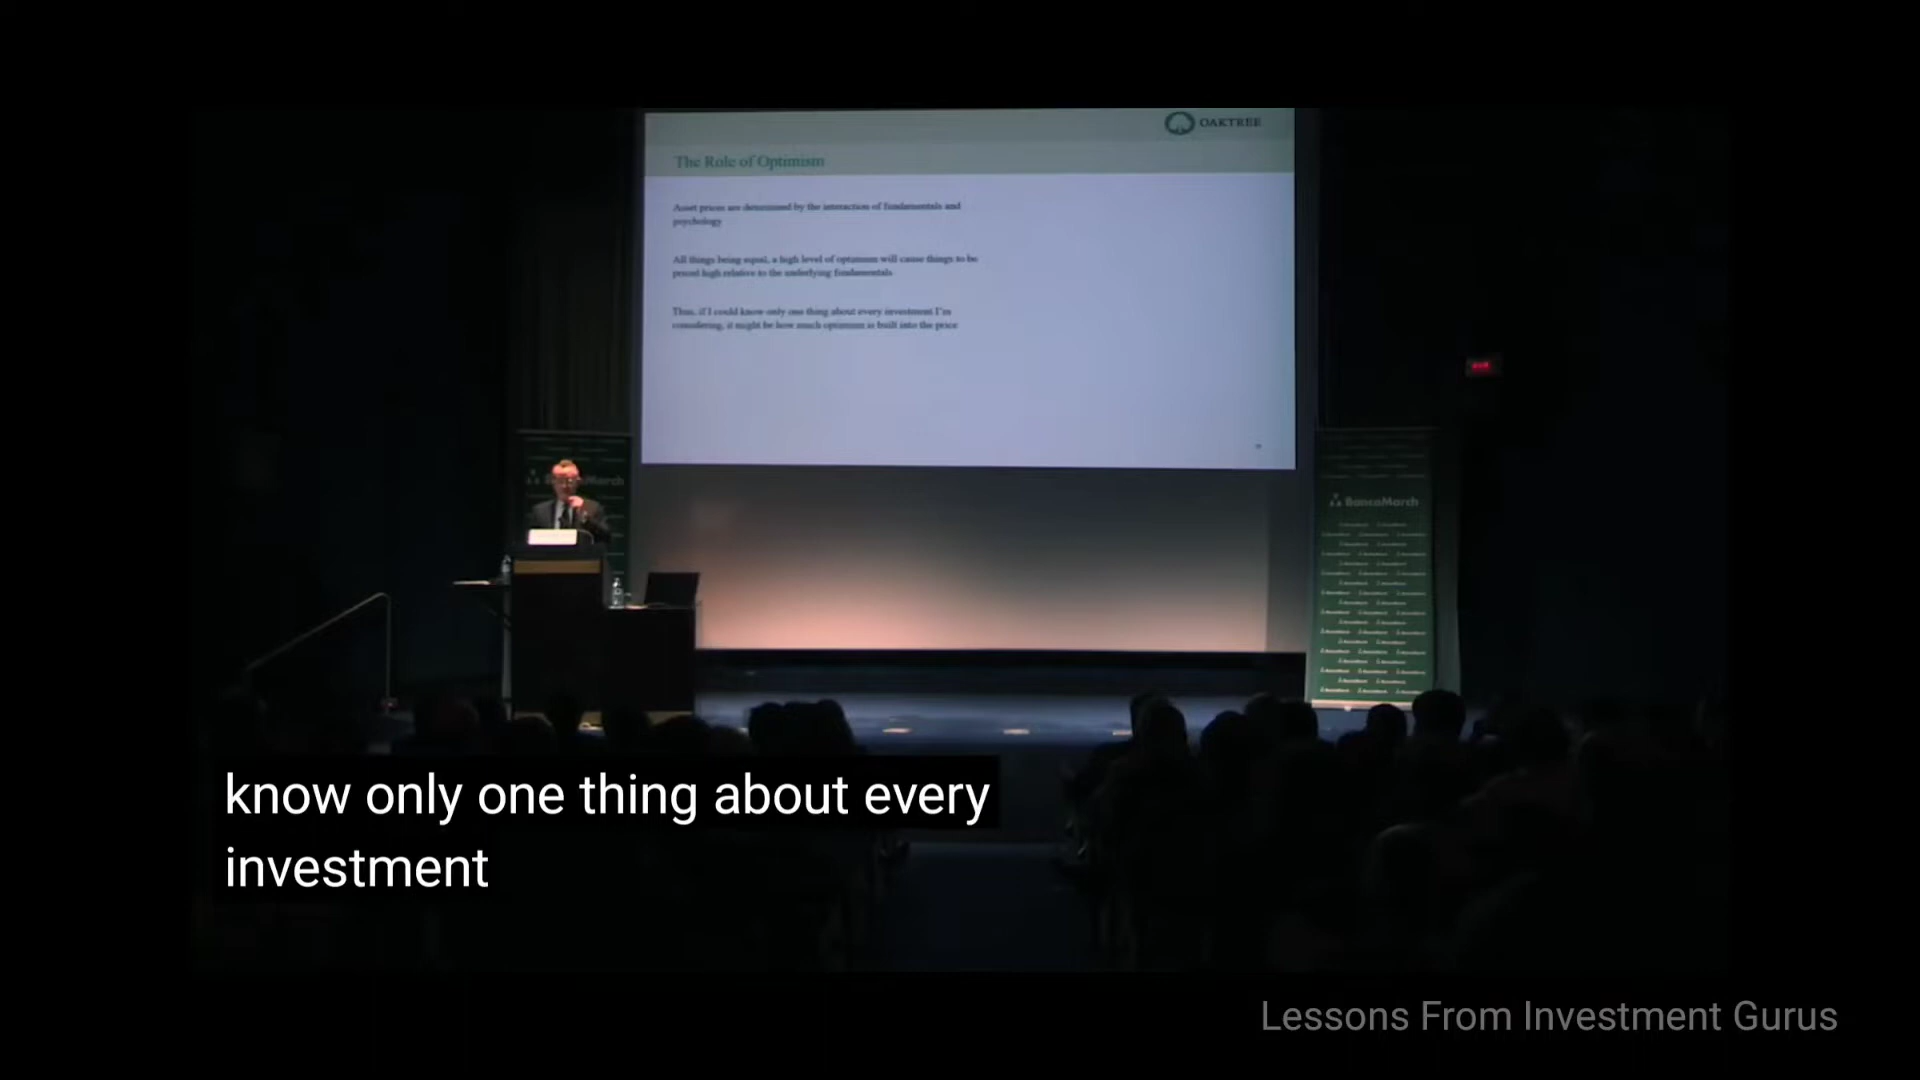 OAKTREE
The Role of Optimism
Asset prices are determined by the interaction of fundamentals and
psychology
All things being equal, a high level of optimism will cause things to be
priced high relative to the underlying fundamentals
Thus, if I could know only one thing about every investment I'm
considering, it might be how much optimism is built into the price
March
BancaMarch
know only one thing about every
investment
Lessons From Investment Gurus